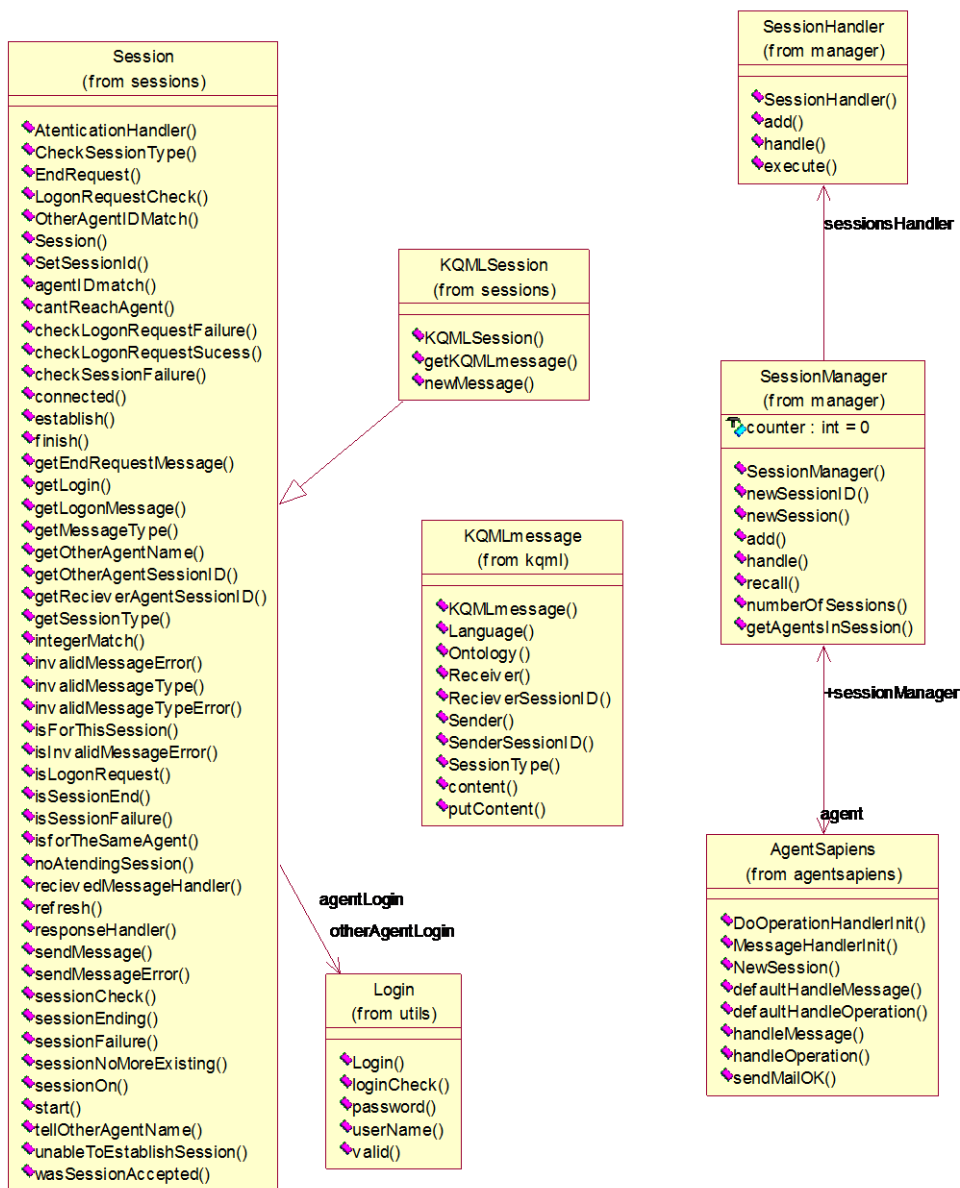 Session
(from sessions)
AtenticationHandler()
CheckSessionType()
EndRequest()
LogonRequestCheck()
OtherAgentIDMatch()
Session()
SetSessionId()
agentIDmatch()
cantReachAgent()
checkLogonRequestFailure()
checkLogonRequestSucess()
checkSessionFailure()
connected()
establish()
finish()
getEndRequestMessage()
getLogin()
getLogonMessage()
getMessageType()
getOtherAgentName()
getOtherAgentSessionID()
getRecieverAgentSessionID()
getSessionType()
integerMatch()
invalidMessageError()
invalidMessageType()
invalidMessageTypeError()
isForThisSession()
isInvalidMessageError()
isLogonRequest()
isSessionEnd()
isSessionFailure()
isforTheSameAgent()
noAtendingSession()
recievedMessageHandler()
refresh()
responseHandler()
sendMessage()
sendMessageError()
sessionCheck()
sessionEnding()
sessionFailure()
sessionNoMoreExisting()
sessionOn()
start()
tellOtherAgentName()
unableToEstablishSession()
wasSessionAccepted()
KQMLSession
(from sessions)
KQMLSession()
getKQMLmessage()
newMessage()
KQMLmessage
(from kqml)
KQMLmessage()
Language()
Ontology()
Receiver()
RecieverSessionID()
Sender()
SenderSessionID()
SessionType()
content()
putContent()
agentLogin
otherAgentLogin
Login
(from utils)
Login()
loginCheck()
password()
userName()
valid()
SessionHandler
(from manager)
SessionHandler()
add()
handle()
execute()
sessionsHandler
SessionManager
(from manager)
counter : int = 0
SessionManager()
newSessionID()
newSession()
add()
handle()
recall()
numberOfSessions()
getAgentsInSession()
+sessionManager
agent
AgentSapiens
(from agentsapiens)
DoOperationHandlerInit()
MessageHandlerInit()
NewSession()
defaultHandleMessage()
defaultHandleOperation()
handleMessage()
handleOperation()
sendMailOK()